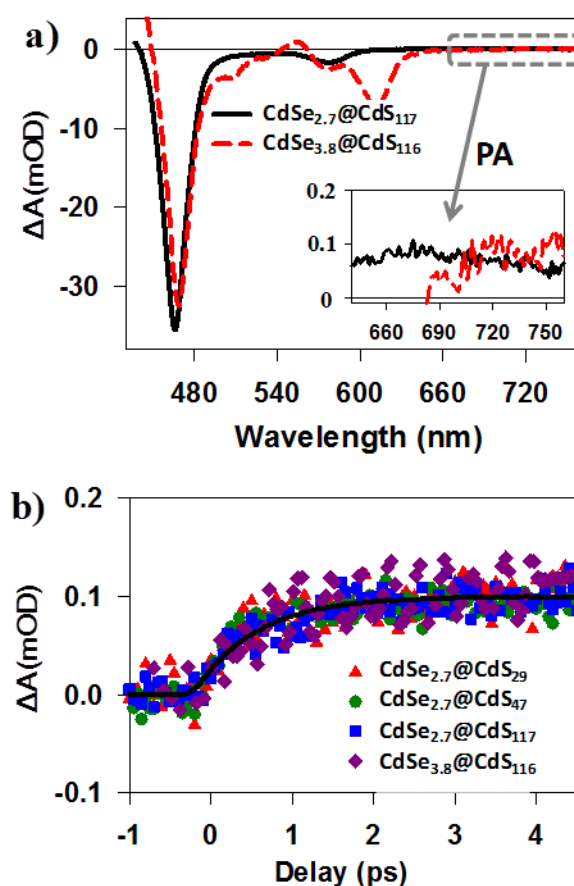 a)
0
-10
-20
-30
ΔA(mOD)
CdSe2.7@CdS117
CdSe3.8@CdS116
PA
0.2
0.1
0
660 690 720 750
480 540 600 660 720
Wavelength (nm)
b)
0.2
0.1
0.0
-0.1
ΔA(mOD)
CdSe2.7@CdS29
CdSe2.7@CdS47
CdSe2.7@CdS117
CdSe3.8@CdS116
-1 0 1 2 3 4
Delay (ps)